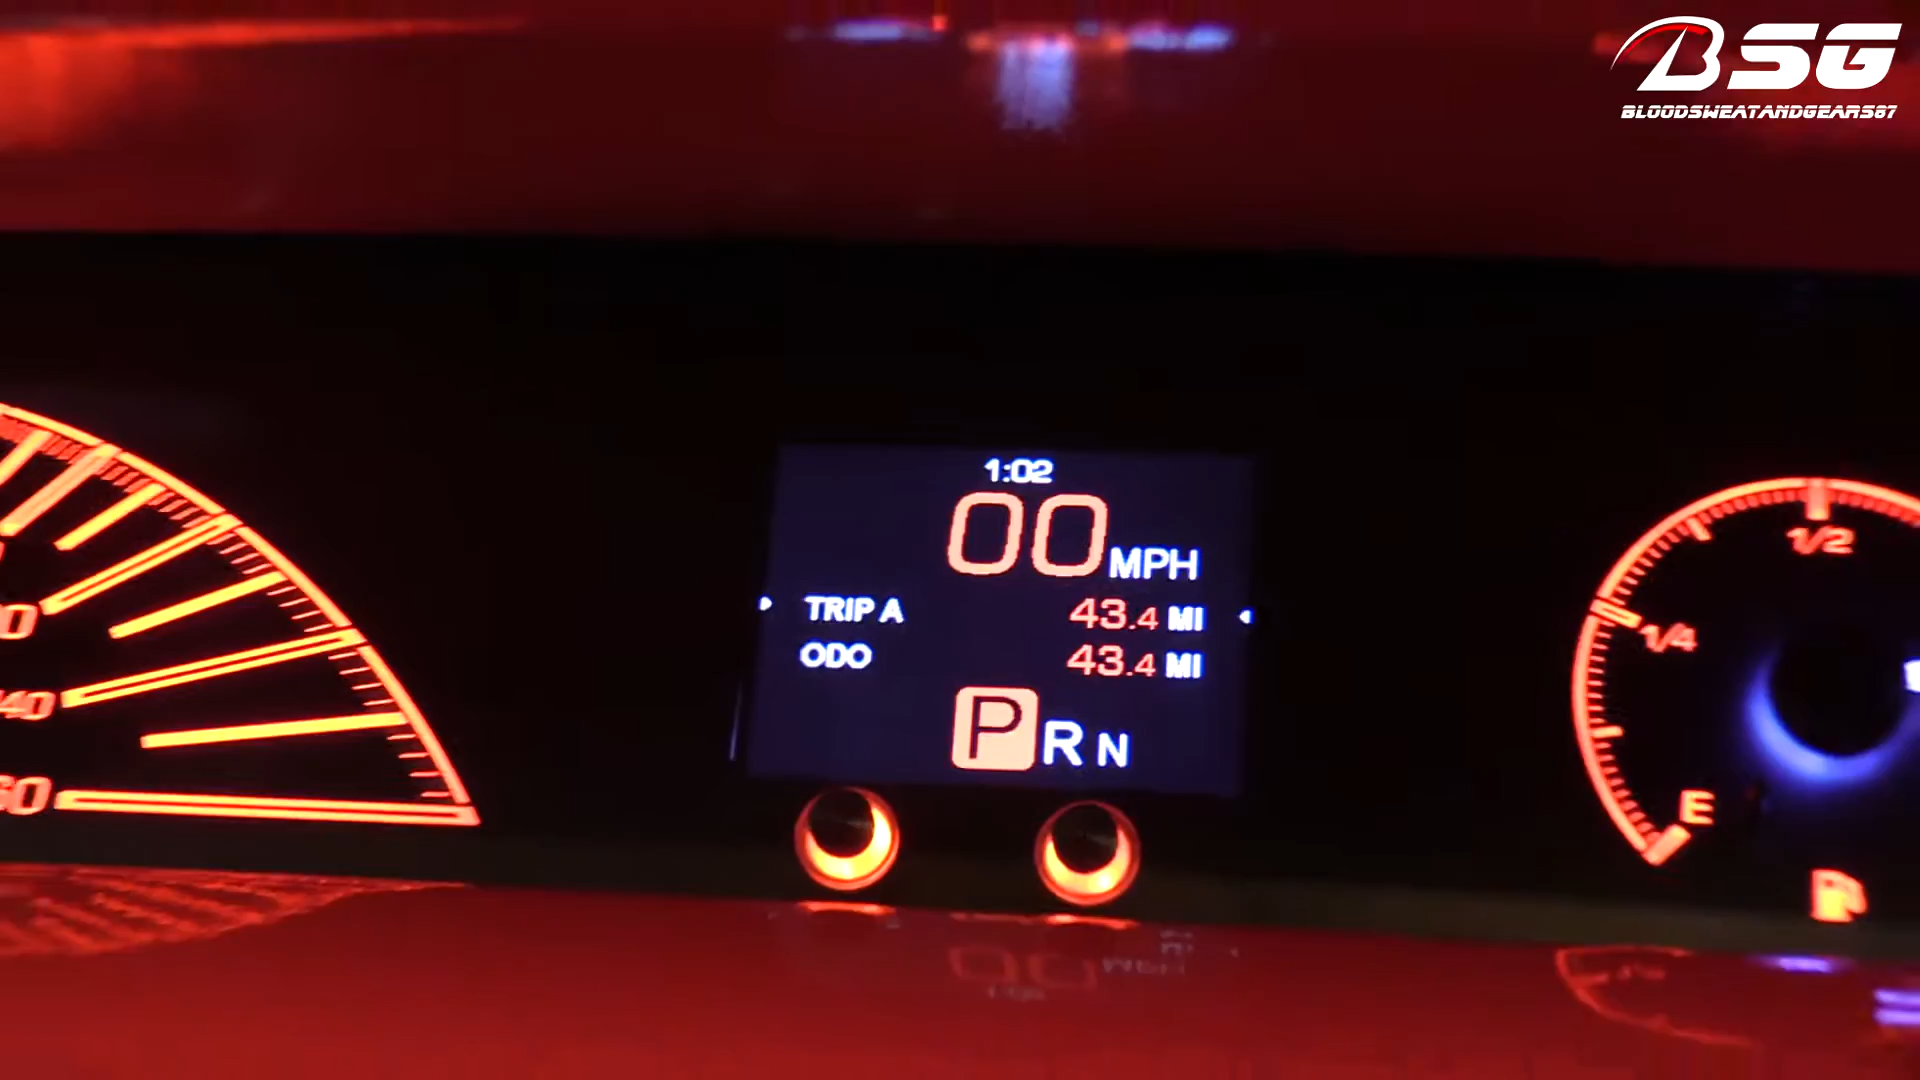 BSG
BLOODSWEATANDGEARS87
1:02
00 MPH
TRIP A 43.4 MI
ODO 43.4 MI
P R N
1/2
1/4
E